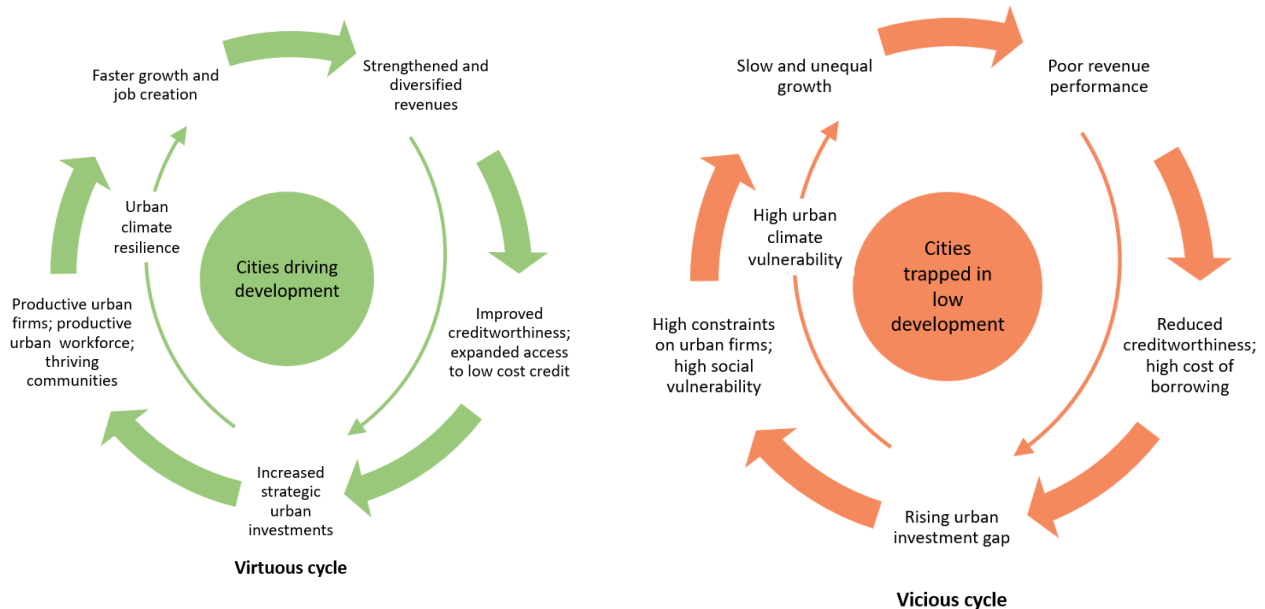 Faster growth and
job creation
Strengthened and
diversified
revenues
Urban
climate
resilience
Cities driving
development
Productive urban
firms; productive
urban workforce;
thriving
communities
Improved
creditworthiness;
expanded access
to low cost credit
Increased
strategic
urban
investments
Virtuous cycle
Slow and unequal
growth
Poor revenue
performance
High urban
climate
vulnerability
Cities
trapped in
low
development
High constraints
on urban firms;
high social
vulnerability
Reduced
creditworthiness;
high cost of
borrowing
Rising urban
investment gap
Vicious cycle